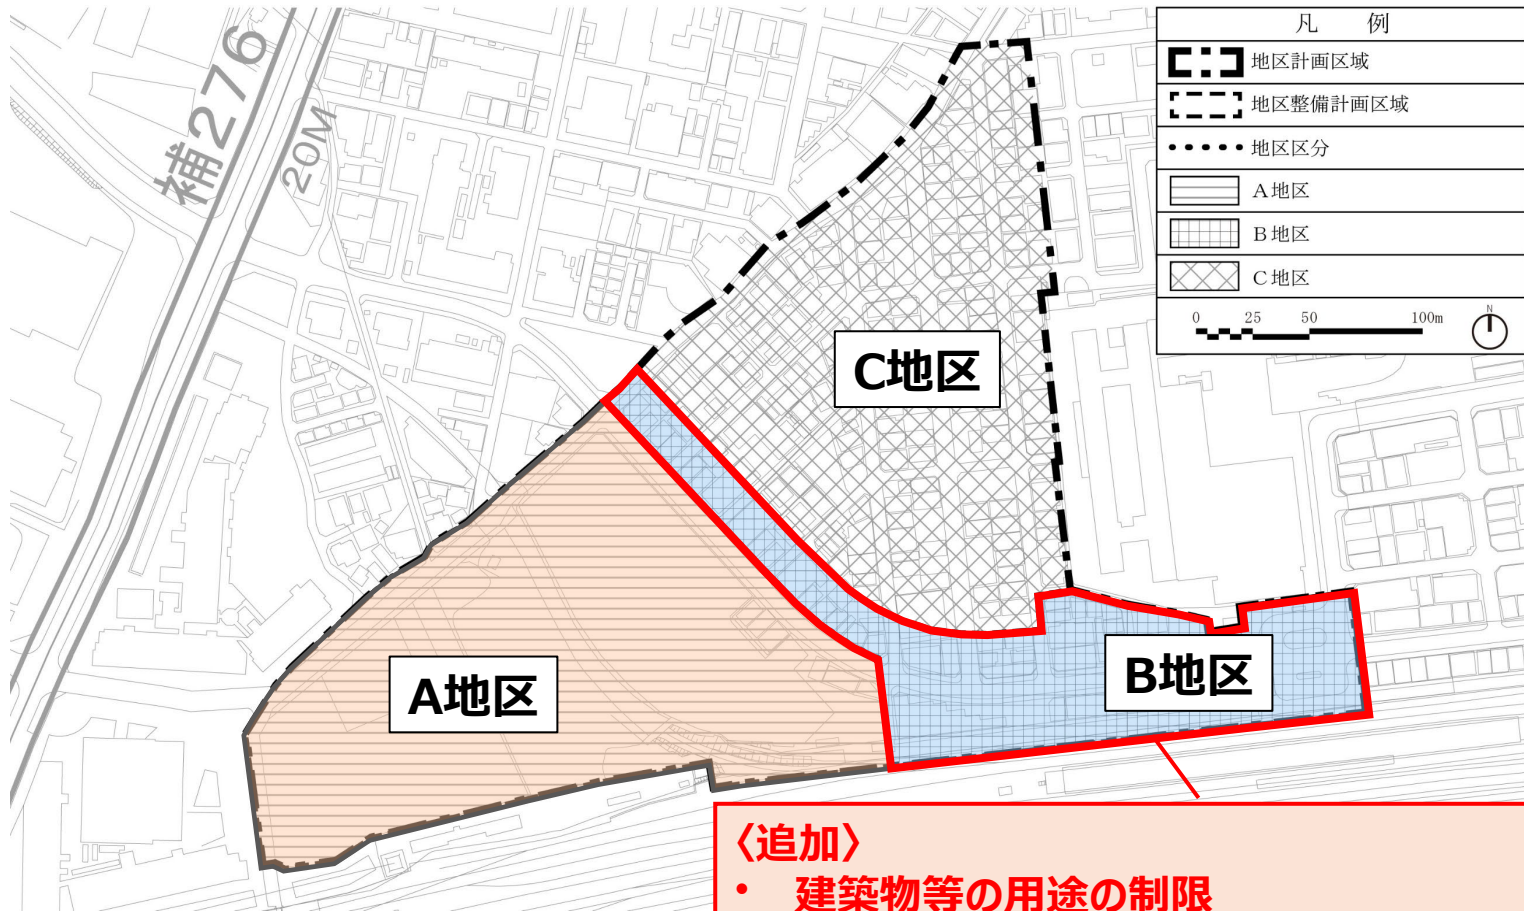 補276
20M
凡 例
地区計画区域
地区整備計画区域
地区区分
A地区
B地区
C地区
0 25 50 100m
N
C地区
A地区
B地区
〈追加〉
• 建築物等の用途の制限